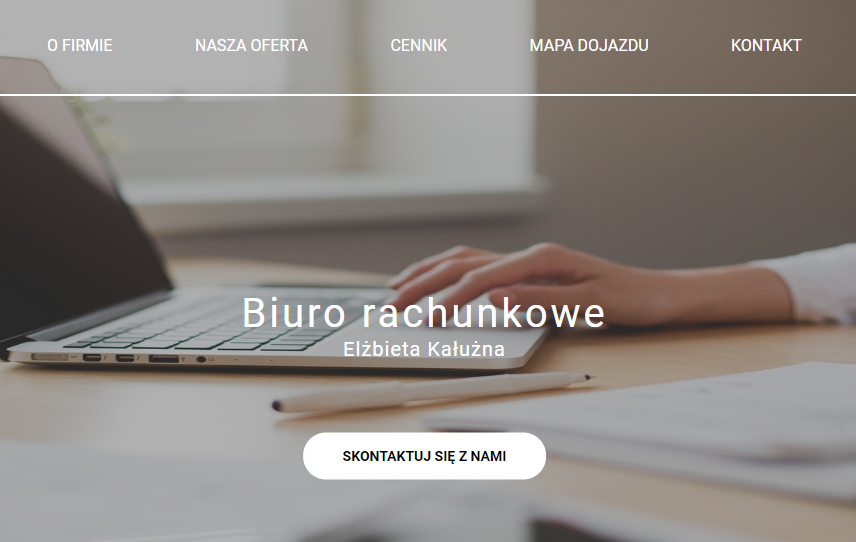 O FIRMIE NASZA OFERTA CENNIK MAPA DOJAZDU KONTAKT
Biuro rachunkowe
Elżbieta Kałużna
SKONTAKTUJ SIĘ Z NAMI